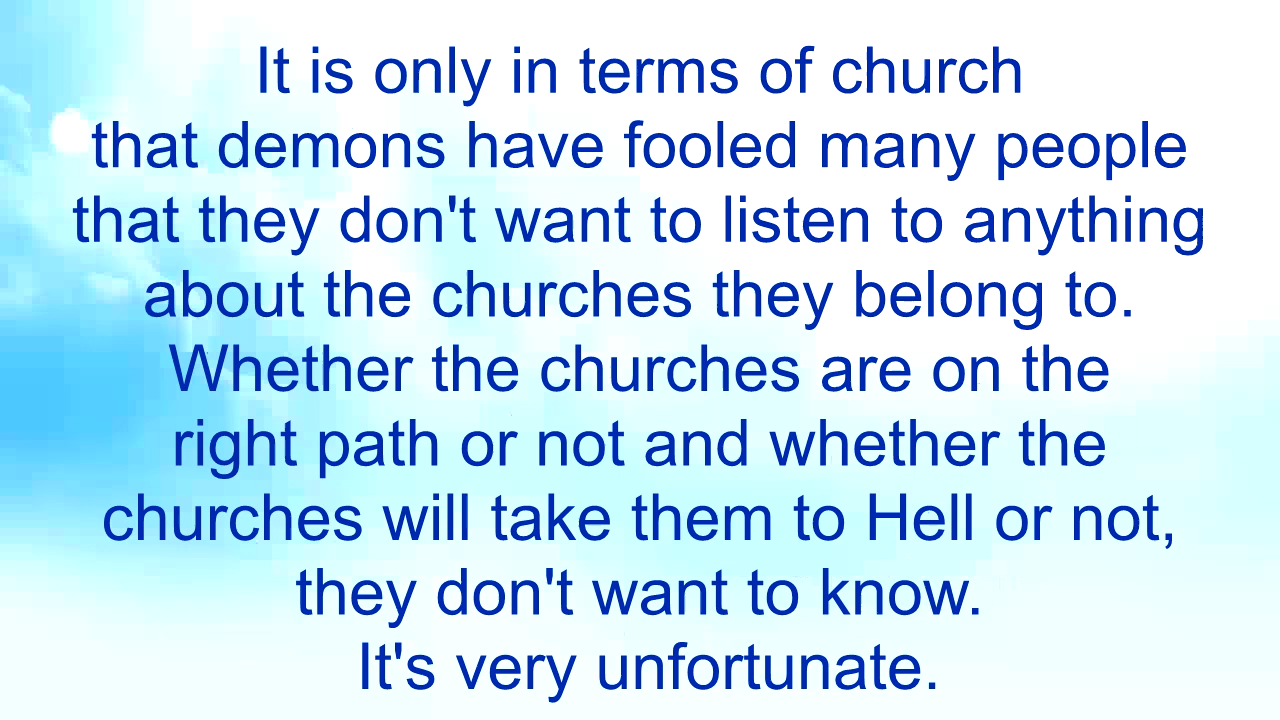 It is only in terms of church
that demons have fooled many people
that they don't want to listen to anything
about the churches they belong to.
Whether the churches are on the
right path or not and whether the
churches will take them to Hell or not,
they don't want to know.
It's very unfortunate.